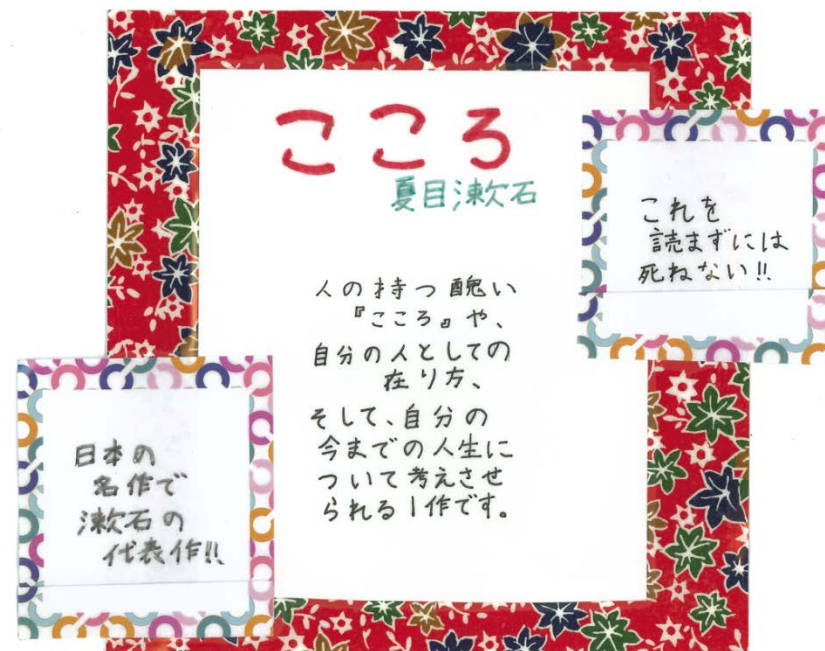 こころ
夏目漱石
人の持つ醜い
『こころ』や、
自分の人としての
在り方、
そして、自分の
今までの人生に
ついて考えさせ
られる1作です。
これを
読まずには
死ねない!!
日本の
名作で
漱石の
代表作!!